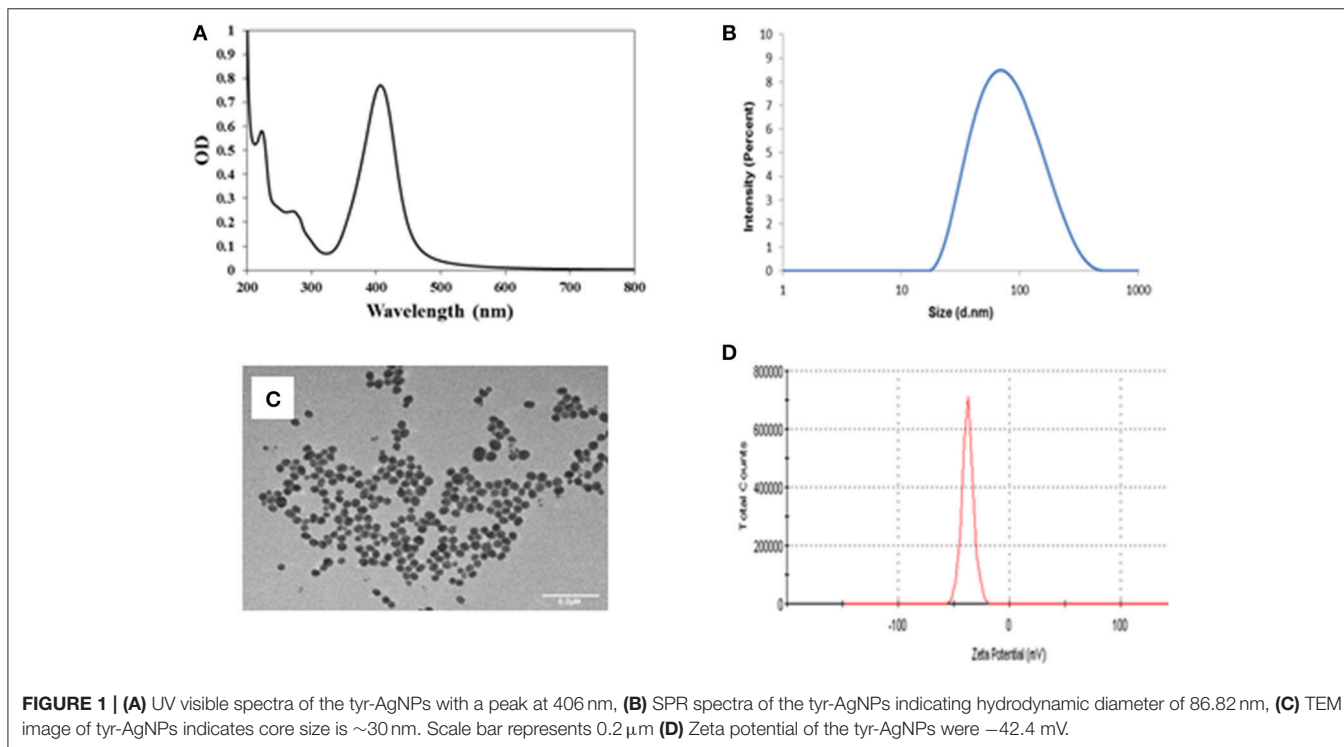 A
1
0.9
0.8
0.7
0.6
0.5
0.4
0.3
0.2
0.1
0
OD
200 300 400 500 600 700 800
Wavelength (nm)
B
10
9
8
7
6
5
4
3
2
1
0
Intensity (Percent)
1 10 100 1000
Size (d.nm)
C
0.2µm
D
800000
600000
400000
200000
0
Total Counts
-100 0 100
Zeta Potential (mV)
FIGURE 1 | (A) UV visible spectra of the tyr-AgNPs with a peak at 406 nm, (B) SPR spectra of the tyr-AgNPs indicating hydrodynamic diameter of 86.82 nm, (C) TEM
image of tyr-AgNPs indicates core size is ∼30 nm. Scale bar represents 0.2 µm (D) Zeta potential of the tyr-AgNPs were −42.4 mV.